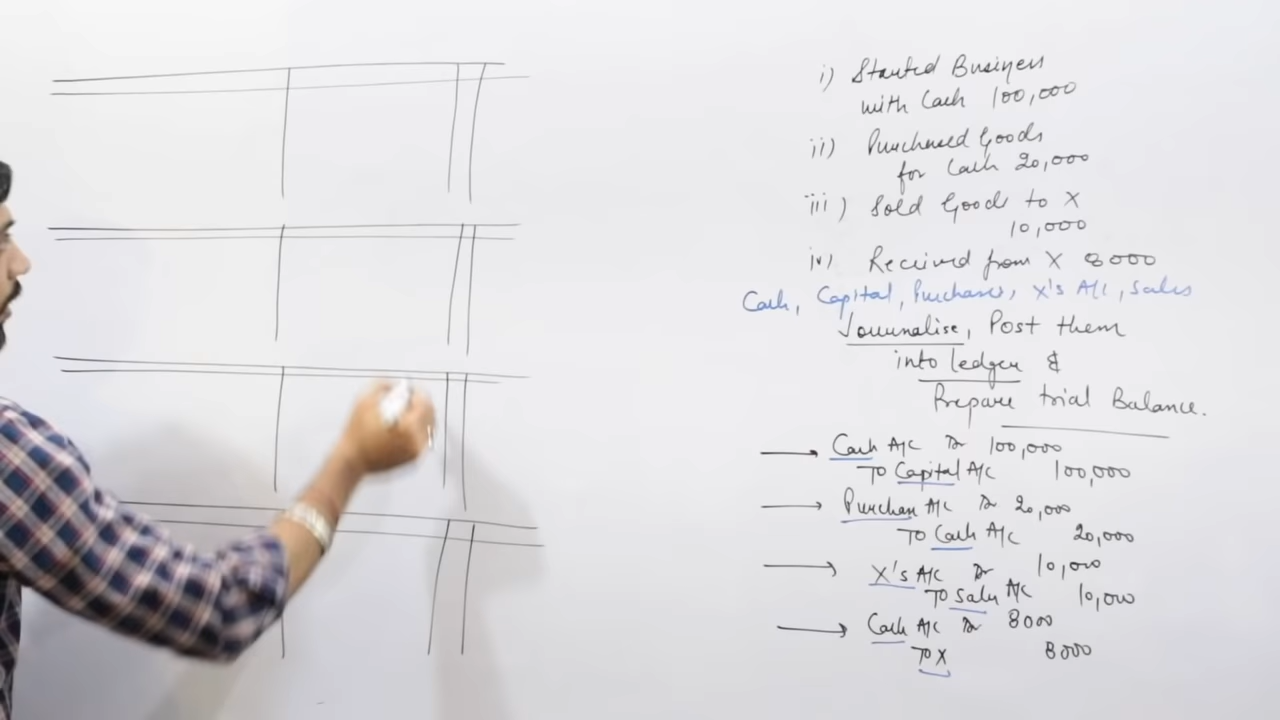 i) Started Business
with Cash 100,000
ii) Purchased Goods
for Cash 20,000
iii) Sold Goods to X
10,000
iv) Received from X 8000
Cash, Capital, Purchases, X's A/c, Sales
Journalise, Post them
into ledger &
Prepare trial Balance.
Cash A/c Dr 100,000
To Capital A/c 100,000
Purchase A/c Dr 20,000
To Cash A/c 20,000
X's A/c Dr 10,000
To Sales A/c 10,000
Cash A/c Dr 8000
To X 8000